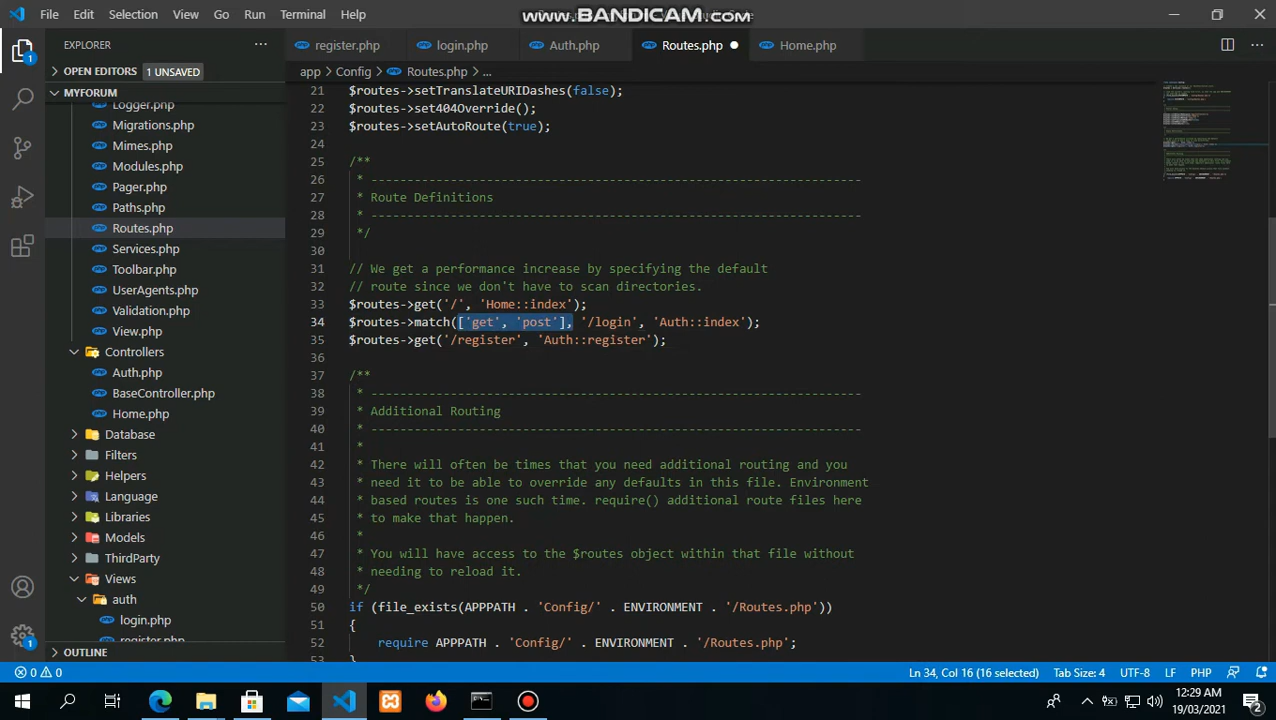 File Edit Selection View Go Run Terminal Help
www.BANDICAM.com
EXPLORER
register.php login.php Auth.php Routes.php Home.php
OPEN EDITORS 1 UNSAVED
app > Config > Routes.php > ...
MYFORUM
Logger.php
Migrations.php
Mimes.php
Modules.php
Pager.php
Paths.php
Routes.php
Services.php
Toolbar.php
UserAgents.php
Validation.php
View.php
Controllers
Auth.php
BaseController.php
Home.php
Database
Filters
Helpers
Language
Libraries
Models
ThirdParty
Views
auth
login.php
register.php
OUTLINE
21 $routes->setTranslateURIDashes(false);
22 $routes->set404Override();
23 $routes->setAutoRoute(true);
24
25 /**
26 * --------------------------------------------------------------------
27 * Route Definitions
28 * --------------------------------------------------------------------
29 */
30
31 // We get a performance increase by specifying the default
32 // route since we don't have to scan directories.
33 $routes->get('/', 'Home::index');
34 $routes->match(['get', 'post'], '/login', 'Auth::index');
35 $routes->get('/register', 'Auth::register');
36
37 /**
38 * --------------------------------------------------------------------
39 * Additional Routing
40 * --------------------------------------------------------------------
41 *
42 * There will often be times that you need additional routing and you
43 * need it to be able to override any defaults in this file. Environment
44 * based routes is one such time. require() additional route files here
45 * to make that happen.
46 *
47 * You will have access to the $routes object within that file without
48 * needing to reload it.
49 */
50 if (file_exists(APPPATH . 'Config/' . ENVIRONMENT . '/Routes.php'))
51 {
52 require APPPATH . 'Config/' . ENVIRONMENT . '/Routes.php';
53 }
0 0 Ln 34, Col 16 (16 selected) Tab Size: 4 UTF-8 LF PHP
12:29 AM
19/03/2021
2